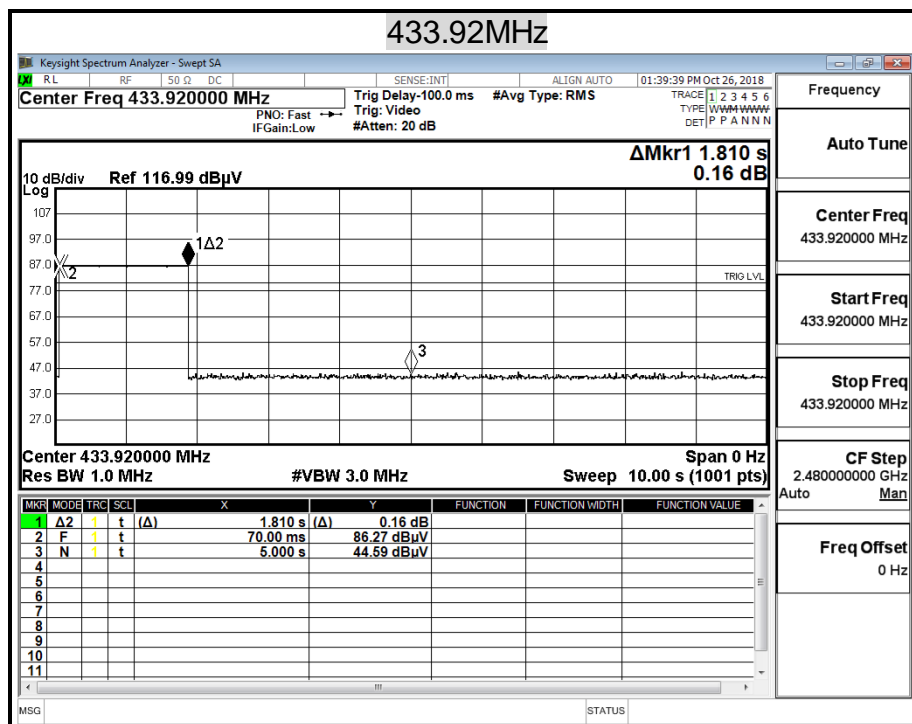 433.92MHz
Keysight Spectrum Analyzer - Swept SA
LXI RL RF 50 Ω DC SENSE:INT ALIGN AUTO 01:39:39 PM Oct 26, 2018
Center Freq 433.920000 MHz
PNO: Fast
IFGain:Low
Trig Delay-100.0 ms
Trig: Video
#Atten: 20 dB
#Avg Type: RMS
TRACE 1 2 3 4 5 6
TYPE WWMWWWW
DET P P A N N N
ΔMkr1 1.810 s
0.16 dB
10 dB/div Ref 116.99 dBµV
Log
107
97.0
87.0
77.0
67.0
57.0
47.0
37.0
27.0
1Δ2
2
TRIG LVL
3
Center 433.920000 MHz Span 0 Hz
Res BW 1.0 MHz #VBW 3.0 MHz Sweep 10.00 s (1001 pts)
MKR MODE TRC SCL X Y FUNCTION FUNCTION WIDTH FUNCTION VALUE
1 Δ2 1 t (Δ) 1.810 s (Δ) 0.16 dB
2 F 1 t 70.00 ms 86.27 dBµV
3 N 1 t 5.000 s 44.59 dBµV
4
5
6
7
8
9
10
11
MSG STATUS
Frequency
Auto Tune
Center Freq
433.920000 MHz
Start Freq
433.920000 MHz
Stop Freq
433.920000 MHz
CF Step
2.480000000 GHz
Auto Man
Freq Offset
0 Hz